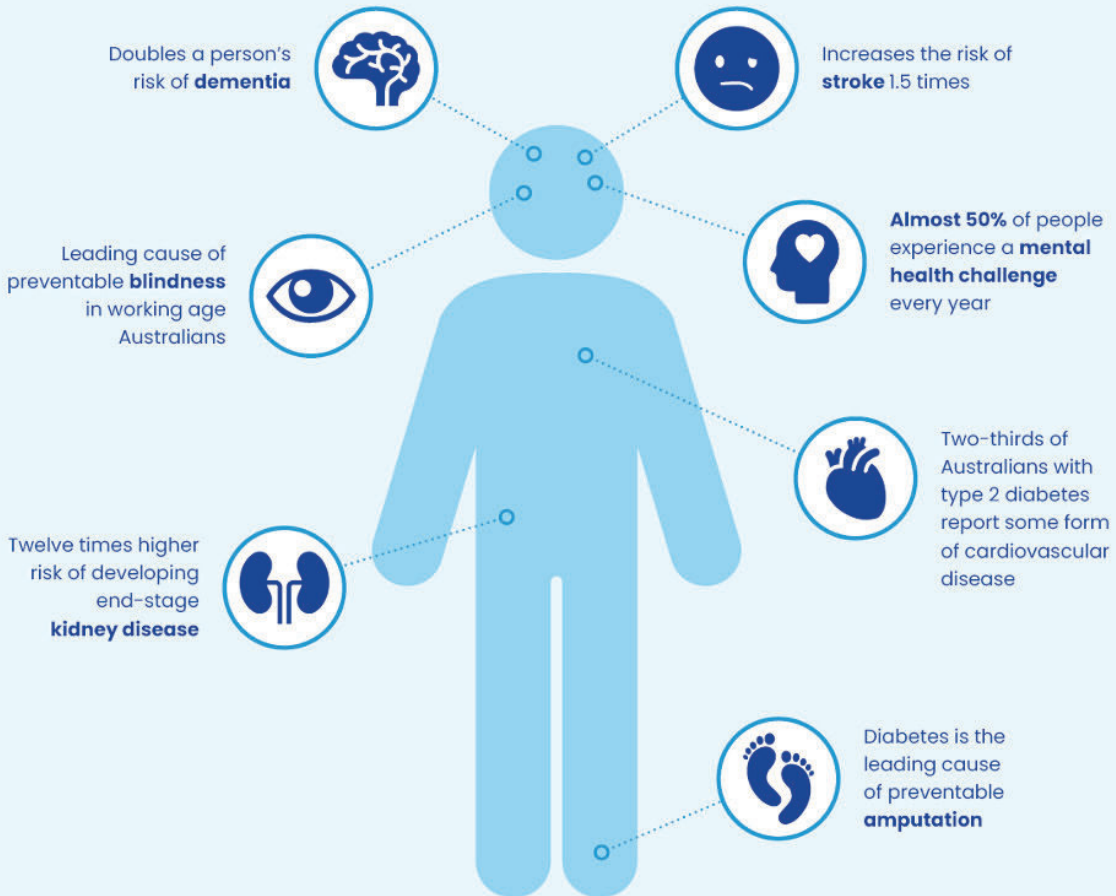 Doubles a person's
risk of dementia
Increases the risk of
stroke 1.5 times
Leading cause of
preventable blindness
in working age
Australians
Almost 50% of people
experience a mental
health challenge
every year
Two-thirds of
Australians with
type 2 diabetes
report some form
of cardiovascular
disease
Twelve times higher
risk of developing
end-stage
kidney disease
Diabetes is the
leading cause
of preventable
amputation